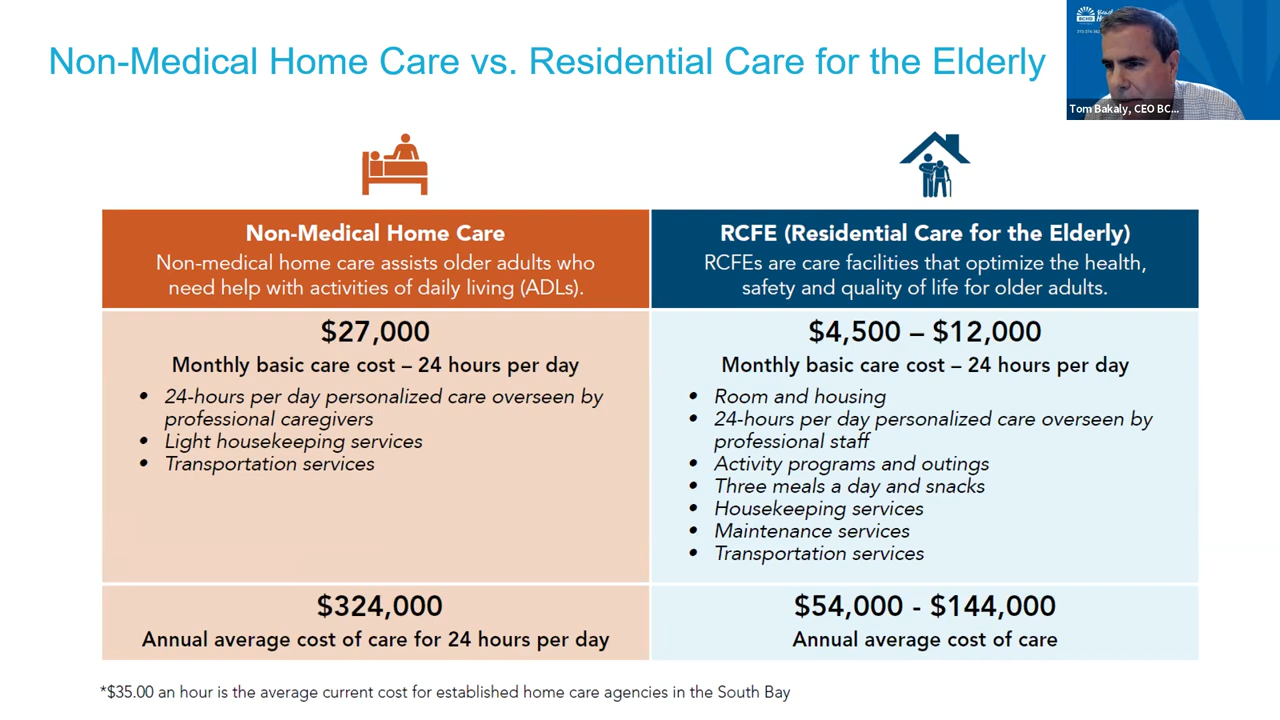 Non-Medical Home Care vs. Residential Care for the Elderly
BCHD
Tom Bakaly, CEO BC...
Non-Medical Home Care
Non-medical home care assists older adults who
need help with activities of daily living (ADLs).
RCFE (Residential Care for the Elderly)
RCFEs are care facilities that optimize the health,
safety and quality of life for older adults.
$27,000
Monthly basic care cost – 24 hours per day
• 24-hours per day personalized care overseen by
professional caregivers
• Light housekeeping services
• Transportation services
$4,500 – $12,000
Monthly basic care cost – 24 hours per day
• Room and housing
• 24-hours per day personalized care overseen by
professional staff
• Activity programs and outings
• Three meals a day and snacks
• Housekeeping services
• Maintenance services
• Transportation services
$324,000
Annual average cost of care for 24 hours per day
$54,000 - $144,000
Annual average cost of care
*$35.00 an hour is the average current cost for established home care agencies in the South Bay